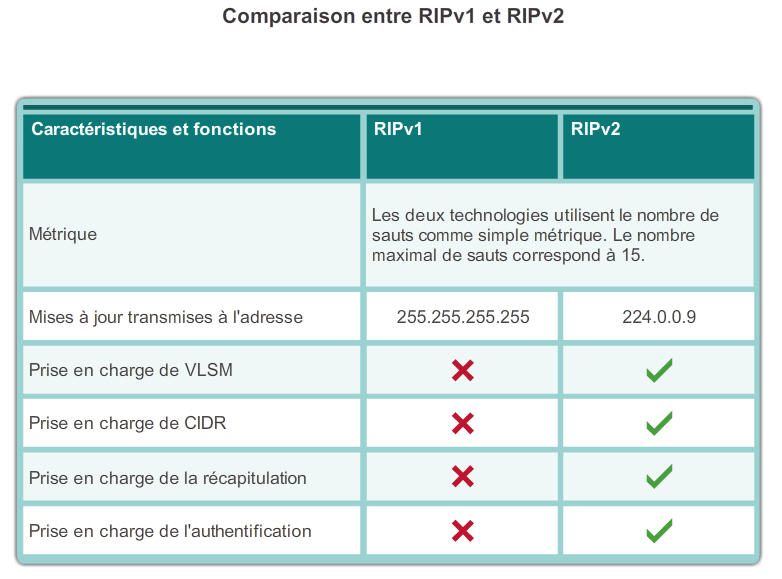 Comparaison entre RIPv1 et RIPv2
Caractéristiques et fonctions RIPv1 RIPv2
Métrique
Les deux technologies utilisent le nombre de
sauts comme simple métrique. Le nombre
maximal de sauts correspond à 15.
Mises à jour transmises à l'adresse 255.255.255.255 224.0.0.9
Prise en charge de VLSM
Prise en charge de CIDR
Prise en charge de la récapitulation
Prise en charge de l'authentification